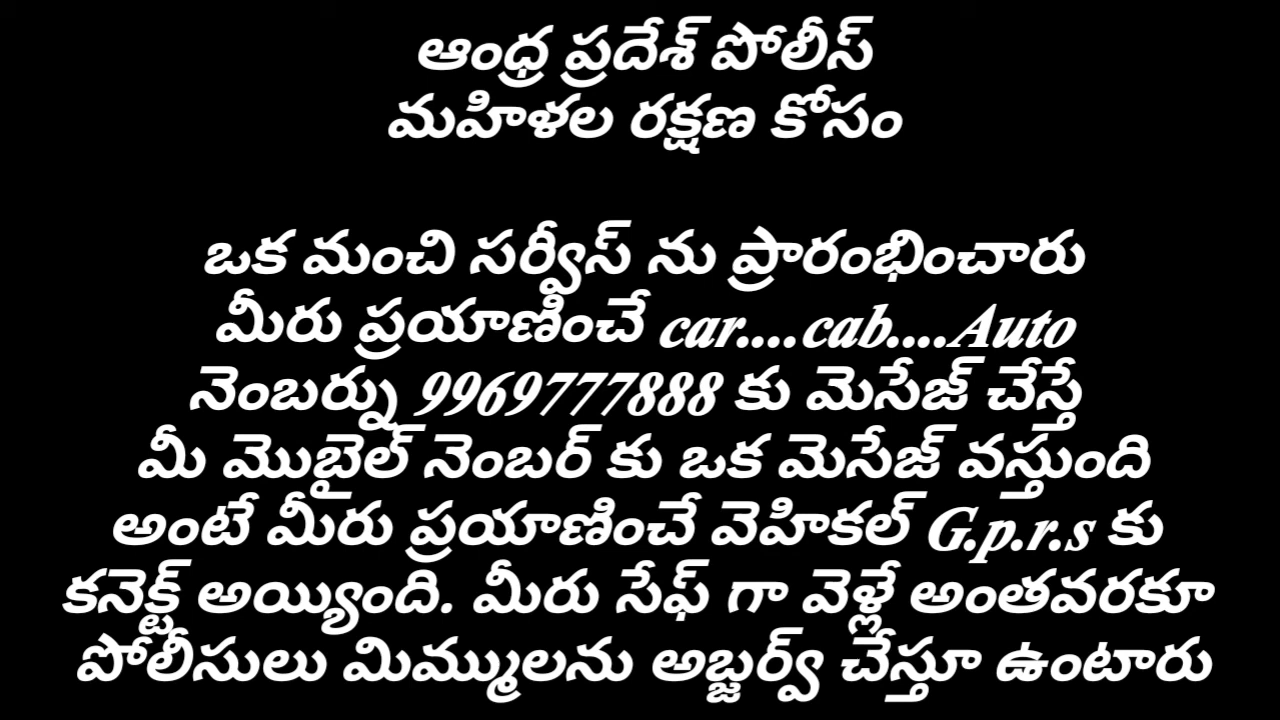 ఆంధ్ర ప్రదేశ్ పోలీస్
మహిళల రక్షణ కోసం
ఒక మంచి సర్వీస్ ను ప్రారంభించారు
మీరు ప్రయాణించే car....cab....Auto
నెంబర్ను 9969777888 కు మెసేజ్ చేస్తే
మీ మొబైల్ నెంబర్ కు ఒక మెసేజ్ వస్తుంది
అంటే మీరు ప్రయాణించే వెహికల్ G.p.r.s కు
కనెక్ట్ అయ్యింది. మీరు సేఫ్ గా వెళ్లే అంతవరకూ
పోలీసులు మిమ్ములను అబ్జర్వ్ చేస్తూ ఉంటారు